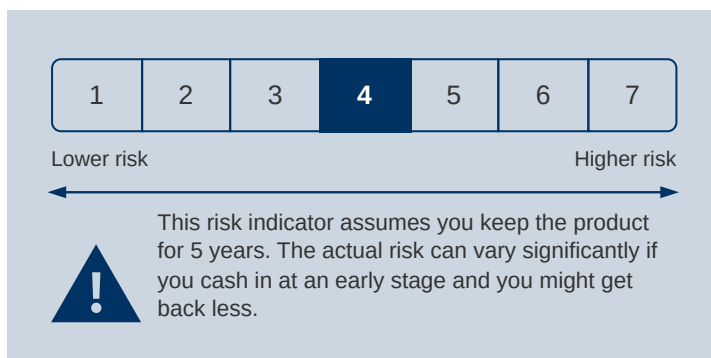 1 2 3 4 5 6 7
Lower risk Higher risk
This risk indicator assumes you keep the product
for 5 years. The actual risk can vary significantly if
you cash in at an early stage and you might get
back less.
!